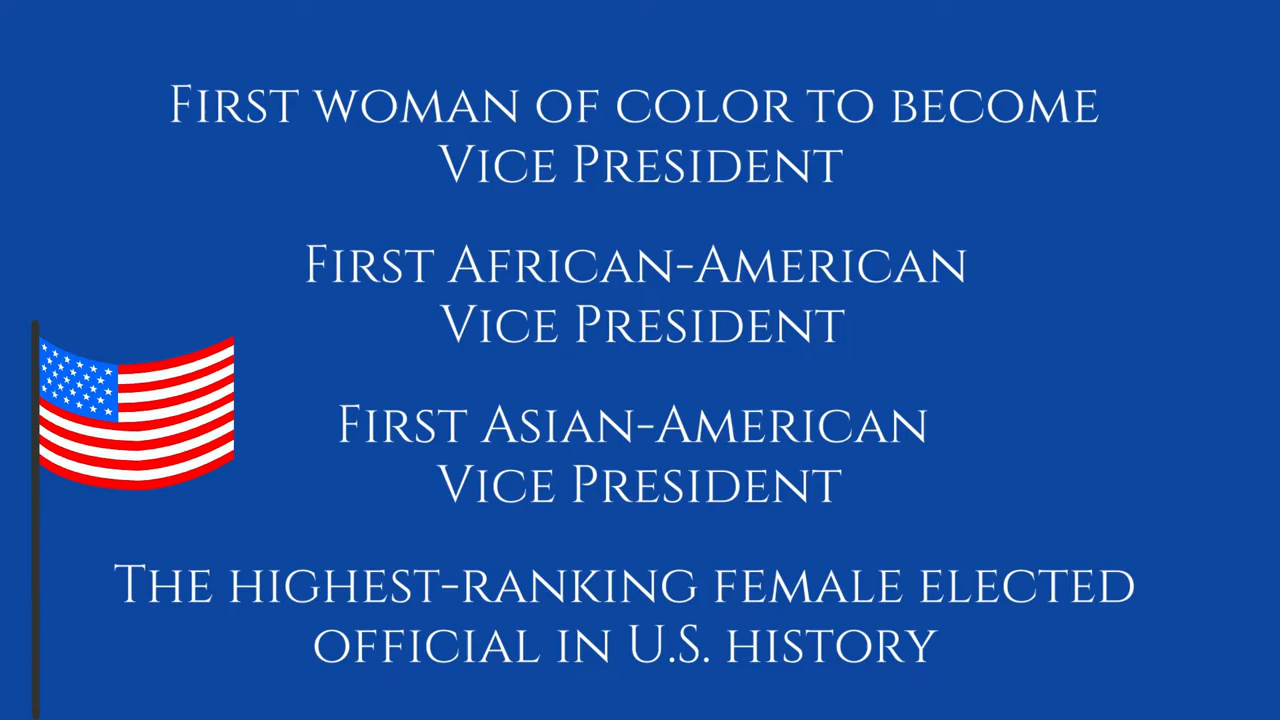 First woman of color to become
Vice President
First African-American
Vice President
First Asian-American
Vice President
The highest-ranking female elected
official in U.S. history